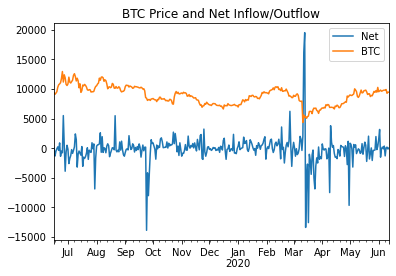 BTC Price and Net Inflow/Outflow
20000
15000
10000
5000
0
−5000
−10000
−15000
Net
BTC
Jul Aug Sep Oct Nov Dec Jan Feb Mar Apr May Jun
2020